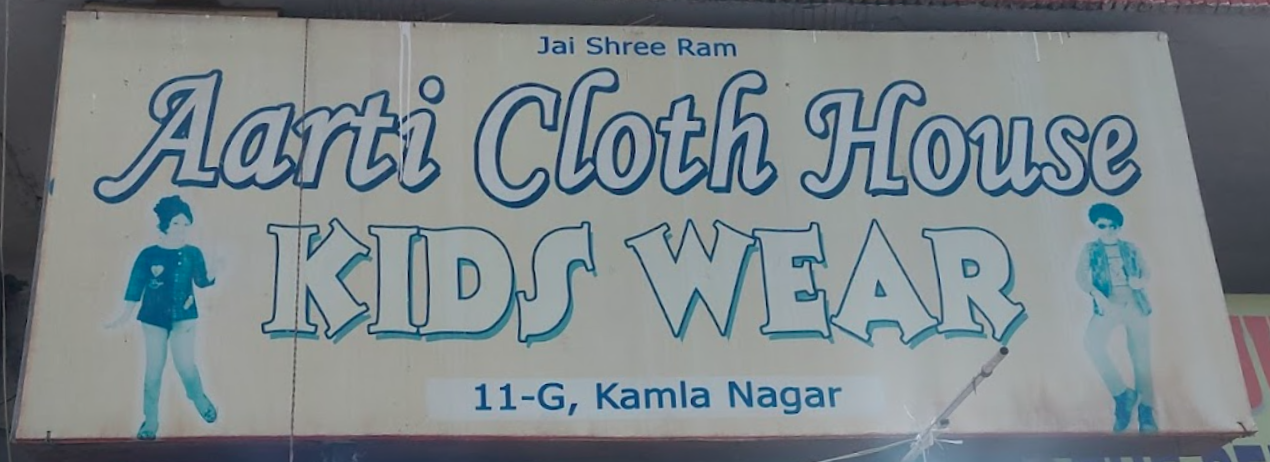 Jai Shree Ram
Aarti Cloth House
KIDS WEAR
11-G, Kamla Nagar